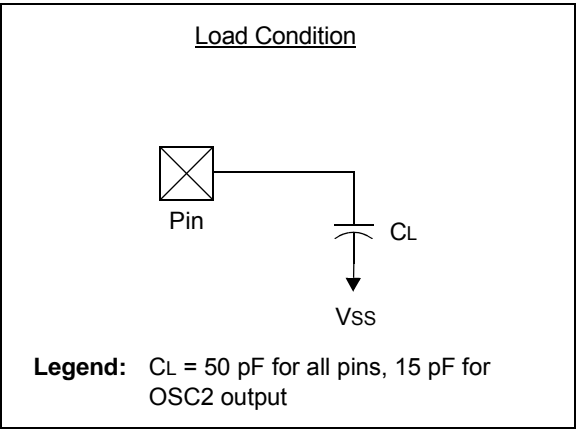 Load Condition
Pin
CL
VSS
Legend: CL = 50 pF for all pins, 15 pF for
OSC2 output